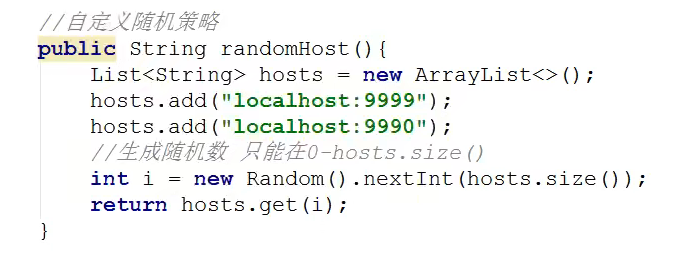 //自定义随机策略
public String randomHost(){
    List<String> hosts = new ArrayList<>();
    hosts.add("localhost:9999");
    hosts.add("localhost:9990");
    //生成随机数 只能在0-hosts.size()
    int i = new Random().nextInt(hosts.size());
    return hosts.get(i);
}